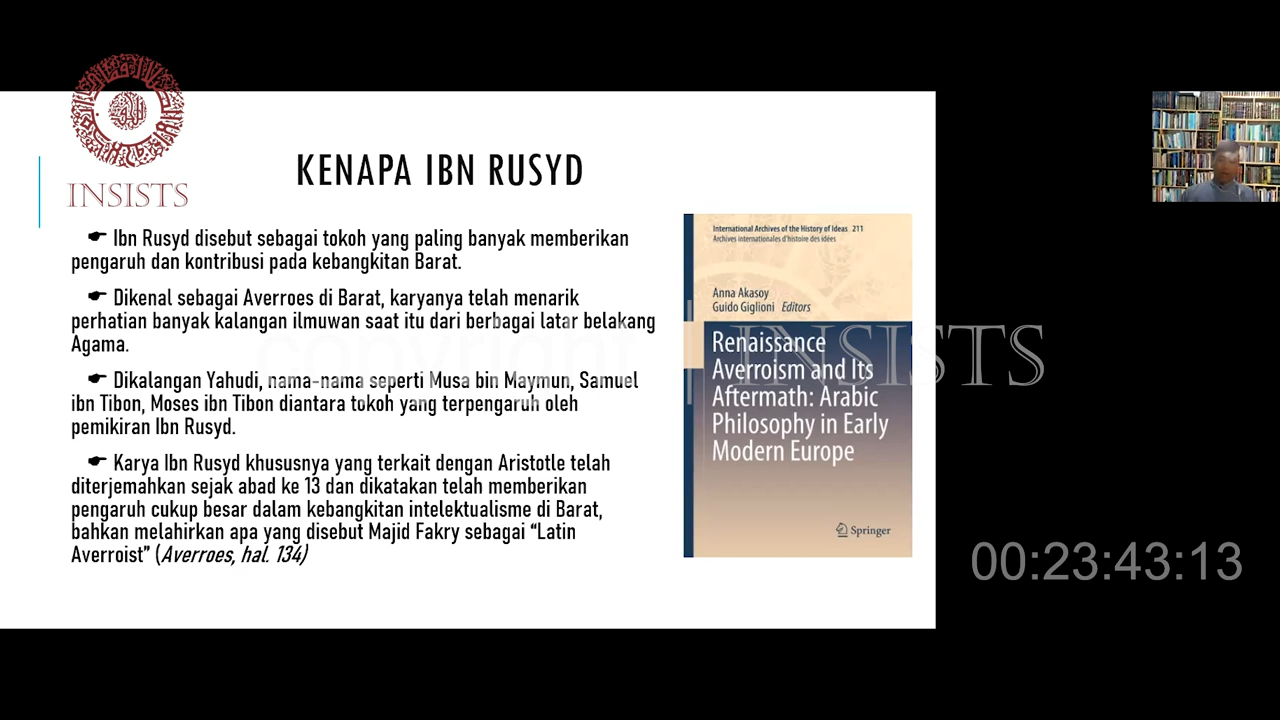 INSISTS
KENAPA IBN RUSYD
Ibn Rusyd disebut sebagai tokoh yang paling banyak memberikan
pengaruh dan kontribusi pada kebangkitan Barat.
Dikenal sebagai Averroes di Barat, karyanya telah menarik
perhatian banyak kalangan ilmuwan saat itu dari berbagai latar belakang
Agama.
Dikalangan Yahudi, nama-nama seperti Musa bin Maymun, Samuel
ibn Tibon, Moses ibn Tibon diantara tokoh yang terpengaruh oleh
pemikiran Ibn Rusyd.
Karya Ibn Rusyd khususnya yang terkait dengan Aristotle telah
diterjemahkan sejak abad ke 13 dan dikatakan telah memberikan
pengaruh cukup besar dalam kebangkitan intelektualisme di Barat,
bahkan melahirkan apa yang disebut Majid Fakry sebagai “Latin
Averroist” (Averroes, hal. 134)
International Archives of the History of Ideas 211
Archives internationales d'histoire des idées
Anna Akasoy
Guido Giglioni Editors
Renaissance
Averroism and Its
Aftermath: Arabic
Philosophy in Early
Modern Europe
Springer
copyright | INSISTS
00:23:43:13